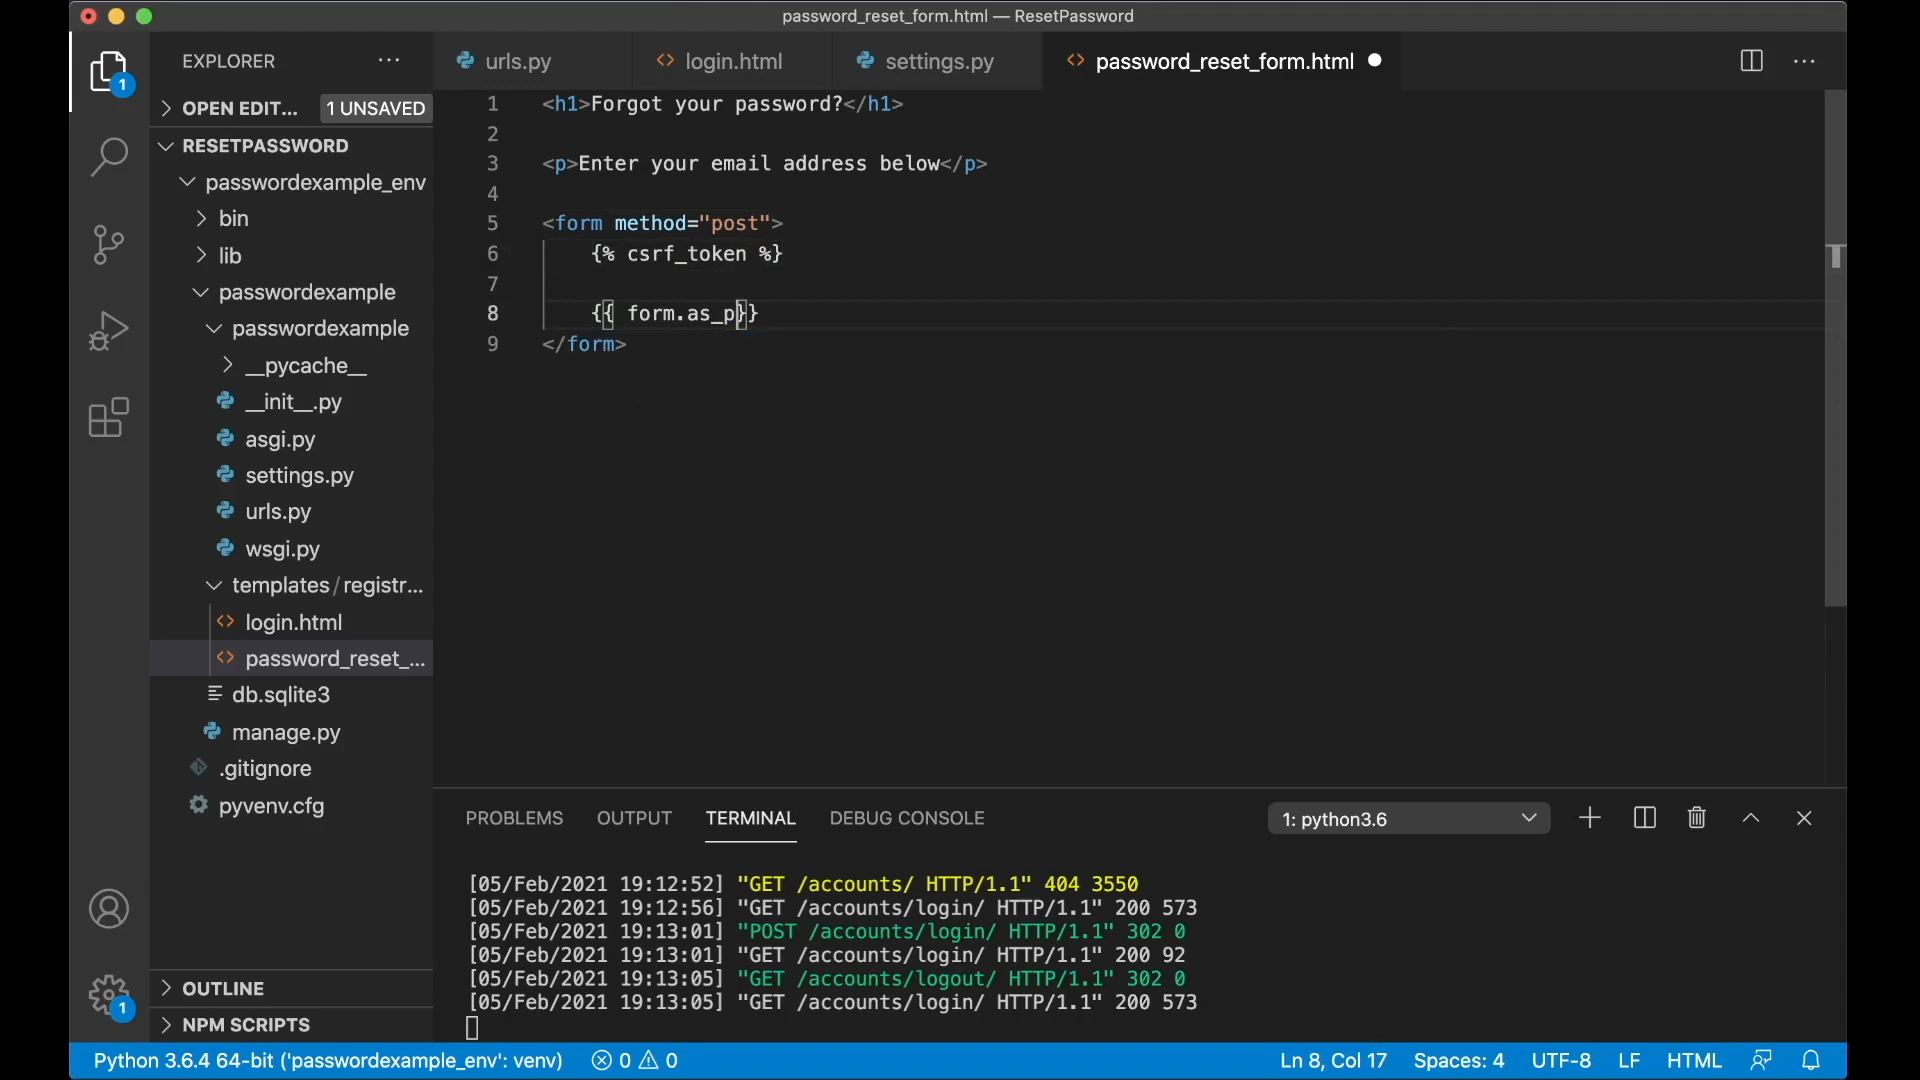 password_reset_form.html — ResetPassword
EXPLORER
urls.py
login.html
settings.py
password_reset_form.html
1
OPEN EDIT... 1 UNSAVED
RESETPASSWORD
passwordexample_env
bin
lib
passwordexample
passwordexample
__pycache__
__init__.py
asgi.py
settings.py
urls.py
wsgi.py
templates/registr...
login.html
password_reset_...
db.sqlite3
manage.py
.gitignore
pyvenv.cfg
OUTLINE
NPM SCRIPTS
1
1 <h1>Forgot your password?</h1>
2
3 <p>Enter your email address below</p>
4
5 <form method="post">
6 {% csrf_token %}
7
8 {{ form.as_p}}
9 </form>
PROBLEMS OUTPUT TERMINAL DEBUG CONSOLE 1: python3.6
[05/Feb/2021 19:12:52] "GET /accounts/ HTTP/1.1" 404 3550
[05/Feb/2021 19:12:56] "GET /accounts/login/ HTTP/1.1" 200 573
[05/Feb/2021 19:13:01] "POST /accounts/login/ HTTP/1.1" 302 0
[05/Feb/2021 19:13:01] "GET /accounts/login/ HTTP/1.1" 200 92
[05/Feb/2021 19:13:05] "GET /accounts/logout/ HTTP/1.1" 302 0
[05/Feb/2021 19:13:05] "GET /accounts/login/ HTTP/1.1" 200 573
Python 3.6.4 64-bit ('passwordexample_env': venv) 0 0 Ln 8, Col 17 Spaces: 4 UTF-8 LF HTML